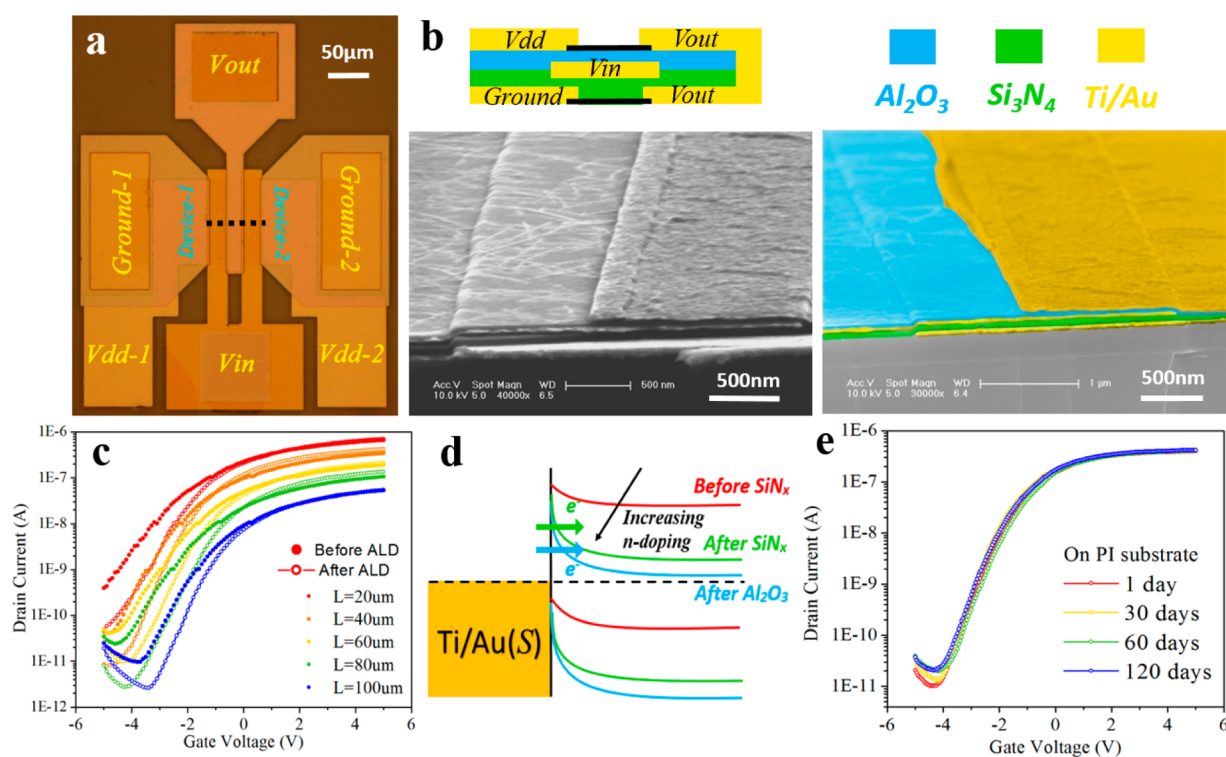 a
50μm
Vout
Ground-1
Device-1
Device-2
Ground-2
Vdd-1
Vin
Vdd-2
b
Vdd
Vout
Vin
Ground
Vout
Al2O3
Si3N4
Ti/Au
Acc.V Spot Magn WD
10.0 kV 5.0 40000x 6.5
500 nm
500nm
Acc.V Spot Magn WD
10.0 kV 5.0 30000x 6.4
1 μm
500nm
c
1E-6
1E-7
1E-8
1E-9
1E-10
1E-11
1E-12
Drain Current (A)
Before ALD
After ALD
L=20um
L=40um
L=60um
L=80um
L=100um
-6 -4 -2 0 2 4 6
Gate Voltage (V)
d
Before SiNx
e-
Increasing
n-doping
After SiNx
e-
After Al2O3
Ti/Au(S)
e
1E-6
1E-7
1E-8
1E-9
1E-10
1E-11
Drain Current (A)
On PI substrate
1 day
30 days
60 days
120 days
-6 -4 -2 0 2 4 6
Gate Voltage (V)